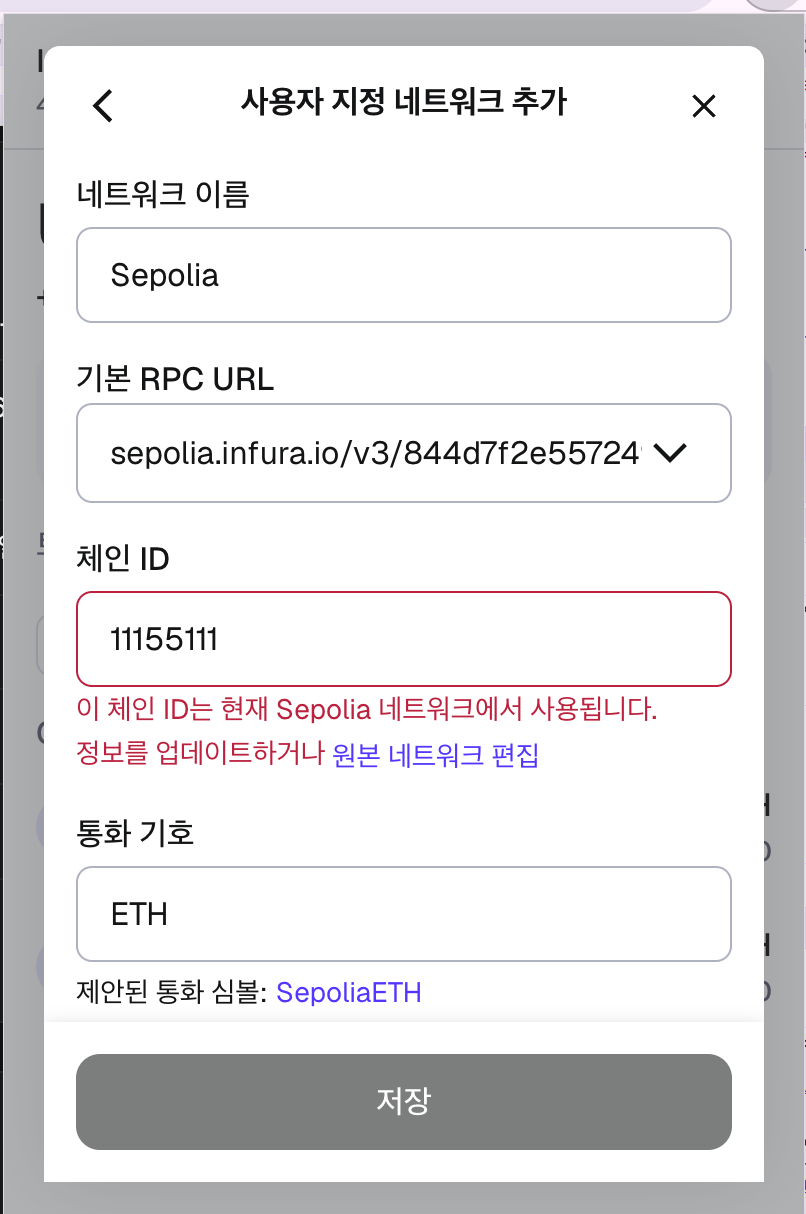 사용자 지정 네트워크 추가
네트워크 이름
Sepolia
기본 RPC URL
sepolia.infura.io/v3/844d7f2e55724
체인 ID
11155111
이 체인 ID는 현재 Sepolia 네트워크에서 사용됩니다.
정보를 업데이트하거나 원본 네트워크 편집
통화 기호
ETH
제안된 통화 심볼: SepoliaETH
저장